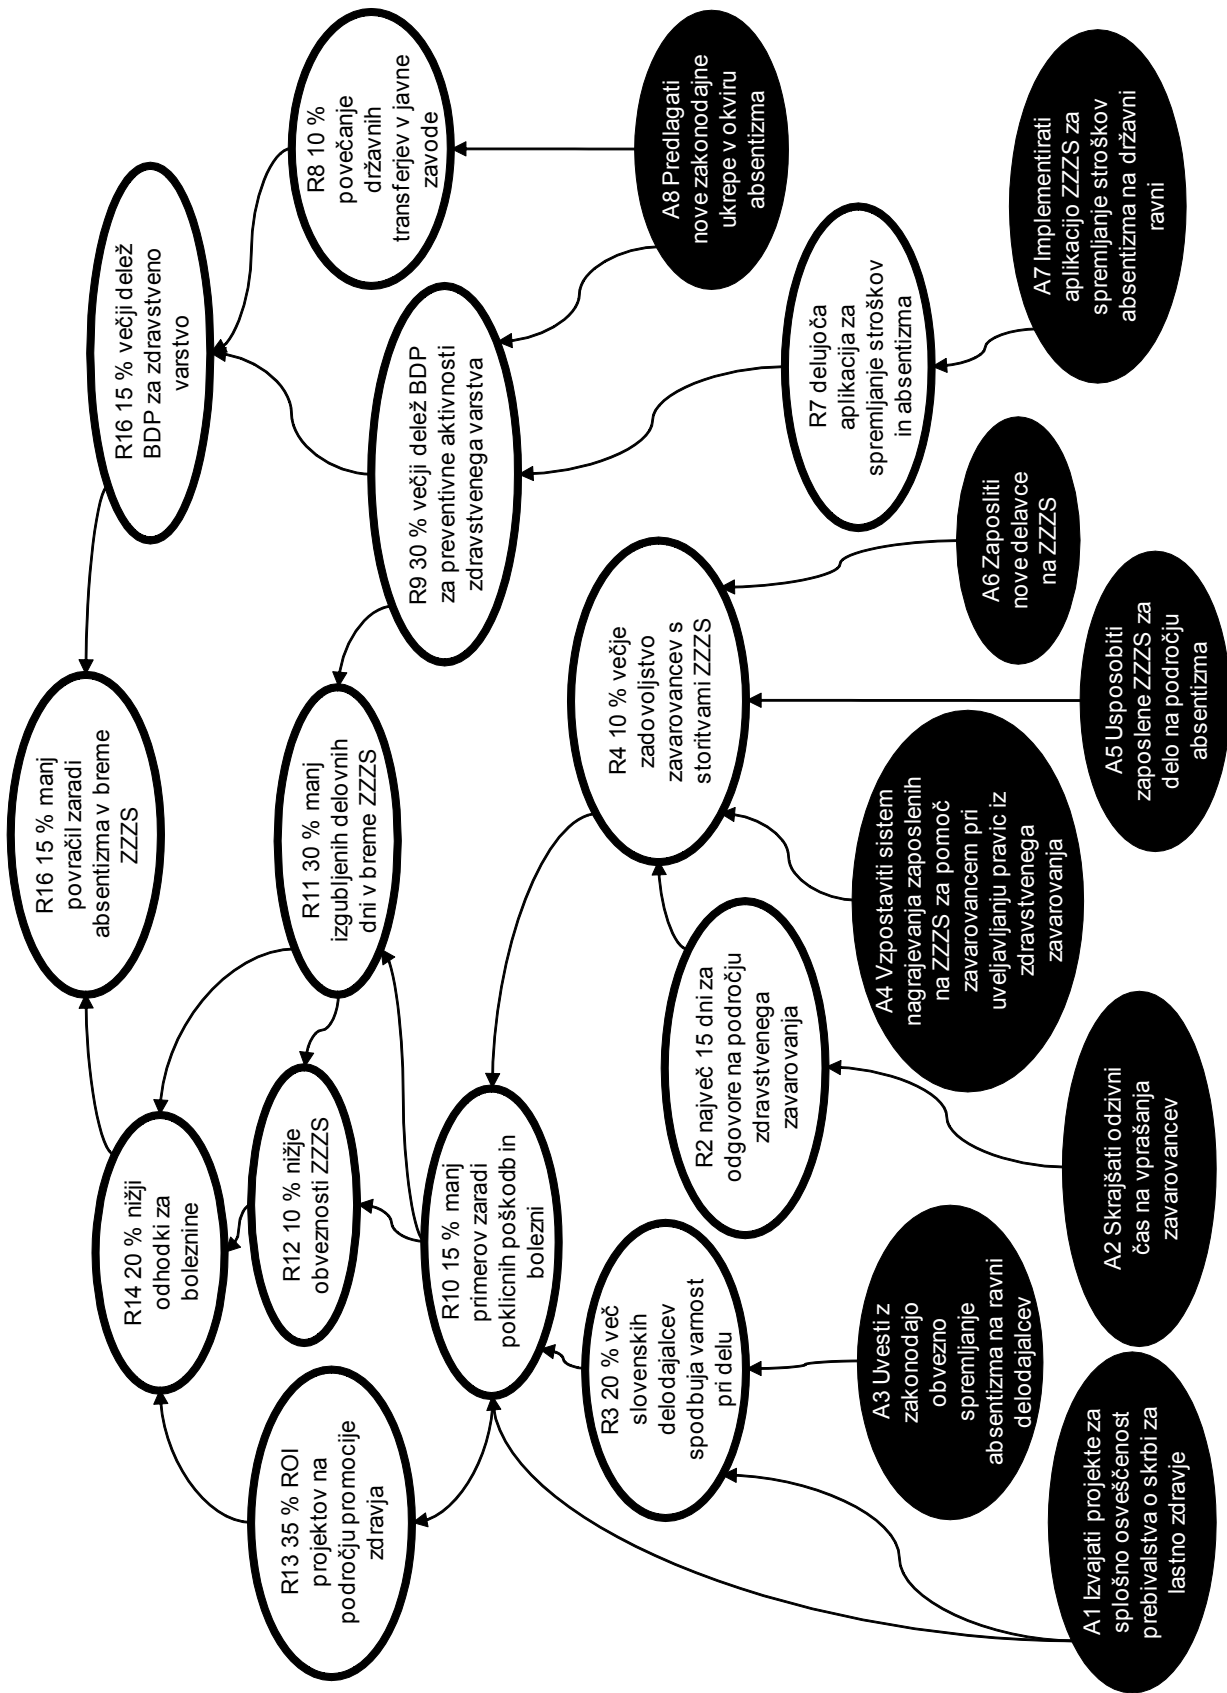 R16 15 % manj
povračil zaradi
absentizma v breme
ZZZS
R16 15 % večji delež
BDP za zdravstveno
varstvo
R14 20 % nižji
odhodki za
boleznine
R13 35 % ROI
projektov na
področju promocije
zdravja
R12 10 % nižje
obveznosti ZZZS
R11 30 % manj
izgubljenih delovnih
dni v breme ZZZS
R9 30 % večji delež BDP
za preventivne aktivnosti
zdravstvenega varstva
R8 10 %
povečanje
državnih
transferjev v javne
zavode
R10 15 % manj
primerov zaradi
poklicnih poškodb in
bolezni
R3 20 % več
slovenskih
delodajalcev
spodbuja varnost
pri delu
R2 največ 15 dni za
odgovore na področju
zdravstvenega
zavarovanja
R4 10 % večje
zadovoljstvo
zavarovancev s
storitvami ZZZS
R7 delujoča
aplikacija za
spremljanje stroškov
in absentizma
A8 Predlagati
nove zakonodajne
ukrepe v okviru
absentizma
A1 Izvajati projekte za
splošno osveščenost
prebivalstva o skrbi za
lastno zdravje
A3 Uvesti z
zakonodajo
obvezno
spremljanje
absentizma na ravni
delodajalcev
A2 Skrajšati odzivni
čas na vprašanja
zavarovancev
A4 Vzpostaviti sistem
nagrajevanja zaposlenih
na ZZZS za pomoč
zavarovancem pri
uveljavljanju pravic iz
zdravstvenega
zavarovanja
A5 Usposobiti
zaposlene ZZZS za
delo na področju
absentizma
A6 Zaposliti
nove delavce
na ZZZS
A7 Implementirati
aplikacijo ZZZS za
spremljanje stroškov
absentizma na državni
ravni